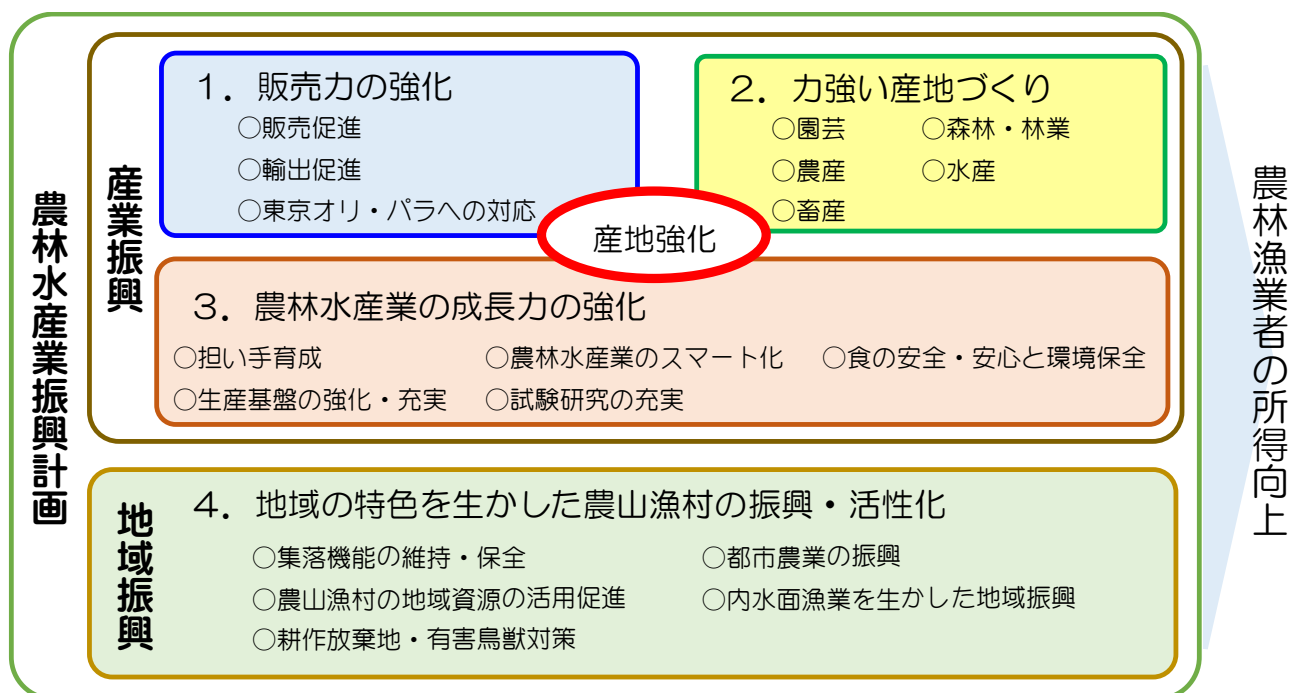 農林水産業振興計画
産業振興
1．販売力の強化
○販売促進
○輸出促進
○東京オリ・パラへの対応
2．力強い産地づくり
○園芸 ○森林・林業
○農産 ○水産
○畜産
産地強化
3．農林水産業の成長力の強化
○担い手育成 ○農林水産業のスマート化 ○食の安全・安心と環境保全
○生産基盤の強化・充実 ○試験研究の充実
地域振興
4．地域の特色を生かした農山漁村の振興・活性化
○集落機能の維持・保全 ○都市農業の振興
○農山漁村の地域資源の活用促進 ○内水面漁業を生かした地域振興
○耕作放棄地・有害鳥獣対策
農林漁業者の所得向上